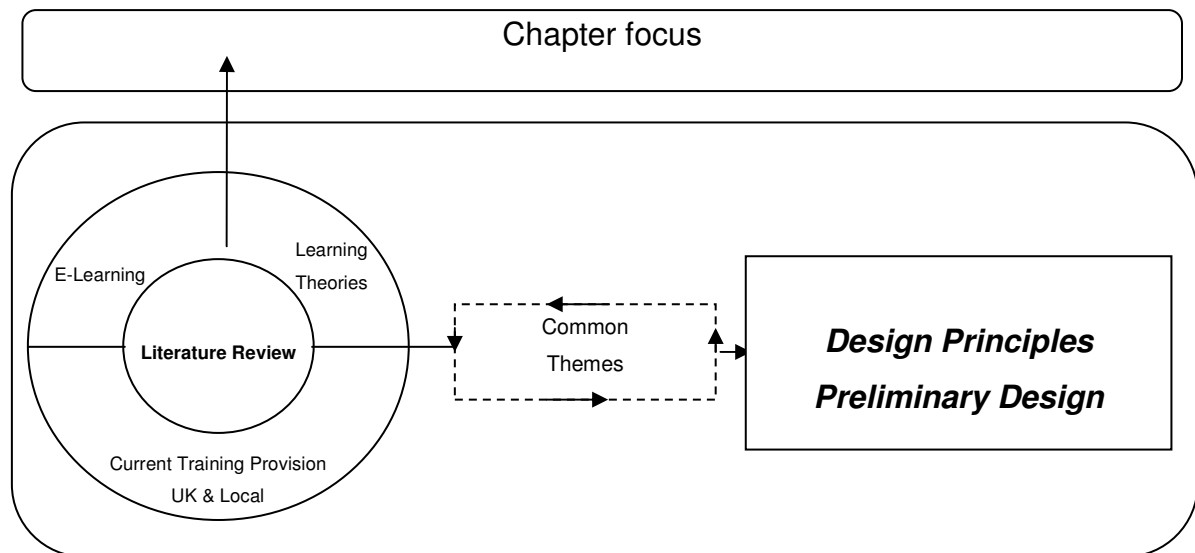 Chapter focus
E-Learning
Learning
Theories
Literature Review
Current Training Provision
UK & Local
Common
Themes
Design Principles
Preliminary Design